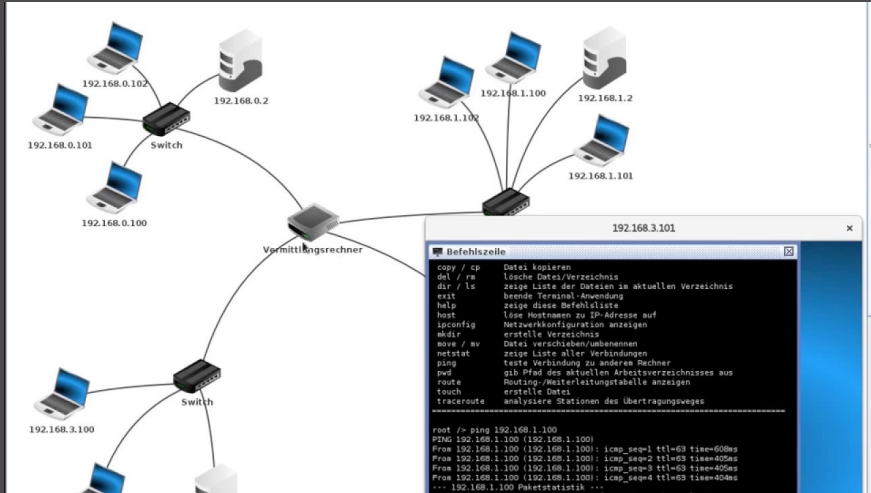 192.168.0.102
192.168.0.2
192.168.0.101
Switch
192.168.0.100
192.168.1.102
192.168.1.100
192.168.1.2
192.168.1.101
Vermittlungsrechner
Switch
192.168.3.100
192.168.3.101
×
Befehlszeile
copy / cp Datei kopieren
del / rm lösche Datei/Verzeichnis
dir / ls zeige Liste der Dateien im aktuellen Verzeichnis
exit beende Terminal-Anwendung
help zeige diese Befehlsliste
host löse Hostnamen zu IP-Adresse auf
ipconfig Netzwerkkonfiguration anzeigen
mkdir erstelle Verzeichnis
move / mv Datei verschieben/umbenennen
netstat zeige Liste aller Verbindungen
ping teste Verbindung zu anderem Rechner
pwd gib Pfad des aktuellen Arbeitsverzeichnisses aus
route Routing-/Weiterleitungstabelle anzeigen
touch erstelle Datei
traceroute analysiere Stationen des Übertragungsweges
root /> ping 192.168.1.100
PING 192.168.1.100 (192.168.1.100)
From 192.168.1.100 (192.168.1.100): icmp_seq=1 ttl=63 time=608ms
From 192.168.1.100 (192.168.1.100): icmp_seq=2 ttl=63 time=405ms
From 192.168.1.100 (192.168.1.100): icmp_seq=3 ttl=63 time=405ms
From 192.168.1.100 (192.168.1.100): icmp_seq=4 ttl=63 time=404ms
--- 192.168.1.100 Paketstatistik ---